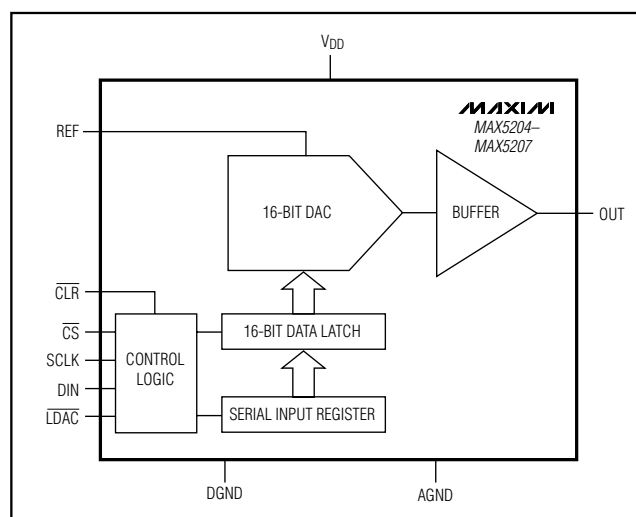 VDD
MAXIM
MAX5204–
MAX5207
REF
16-BIT DAC
BUFFER
OUT
CLR
CS
16-BIT DATA LATCH
SCLK
CONTROL
LOGIC
DIN
LDAC
SERIAL INPUT REGISTER
DGND
AGND